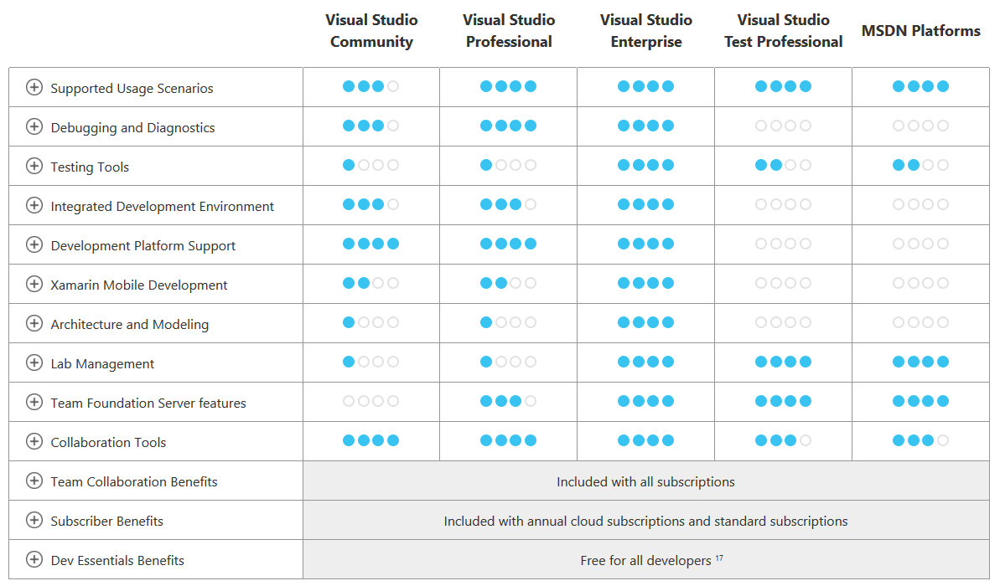 Visual Studio Community
Visual Studio Professional
Visual Studio Enterprise
Visual Studio Test Professional
MSDN Platforms
Supported Usage Scenarios
Debugging and Diagnostics
Testing Tools
Integrated Development Environment
Development Platform Support
Xamarin Mobile Development
Architecture and Modeling
Lab Management
Team Foundation Server features
Collaboration Tools
Team Collaboration Benefits
Included with all subscriptions
Subscriber Benefits
Included with annual cloud subscriptions and standard subscriptions
Dev Essentials Benefits
Free for all developers 17